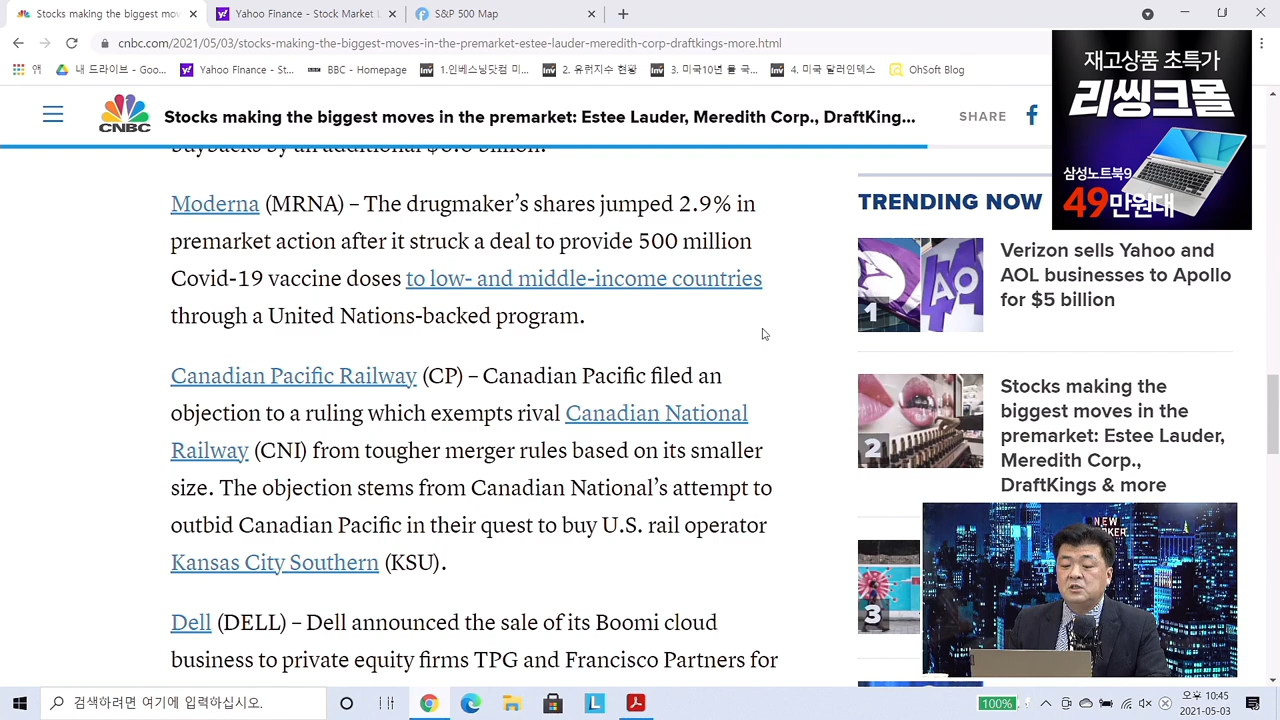 Stocks making the biggest mov
Yahoo Finance - Stock Market L
S&P 500 Map
cnbc.com/2021/05/03/stocks-making-the-biggest-moves-in-the-premarket-estee-lauder-meredith-corp-draftkings-more.html
앱
내 드라이브 - Goo...
Yahoo Finance - St...
BBC - Homepage
1.인베스... 미...
2. 유... 현황
3. 미국10년 물 국...
4. 미국 달러인덱스
OhSoft Blog
CNBC
Stocks making the biggest moves in the premarket: Estee Lauder, Meredith Corp., DraftKing...
SHARE
재고상품 초특가
리씽크몰
삼성노트북9
49만원대
buybacks by an additional
billion.
Moderna (MRNA) – The drugmaker's shares jumped 2.9% in
premarket action after it struck a deal to provide 500 million
Covid-19 vaccine doses to low- and middle-income countries
through a United Nations-backed program.
Canadian Pacific Railway (CP) – Canadian Pacific filed an
objection to a ruling which exempts rival Canadian National
Railway (CNI) from tougher merger rules based on its smaller
size. The objection stems from Canadian National's attempt to
outbid Canadian Pacific in their quest to buy U.S. rail operator
Kansas City Southern (KSU).
Dell (DELL) – Dell announced the sale of its Boomi cloud
business to private equity firms TPG and Francisco Partners for
TRENDING NOW
1
Verizon sells Yahoo and
AOL businesses to Apollo
for $5 billion
2
Stocks making the
biggest moves in the
premarket: Estee Lauder,
Meredith Corp.,
DraftKings & more
3
NEW
검색하려면 여기에 입력하십시오.
100%
오후 10:45
2021-05-03